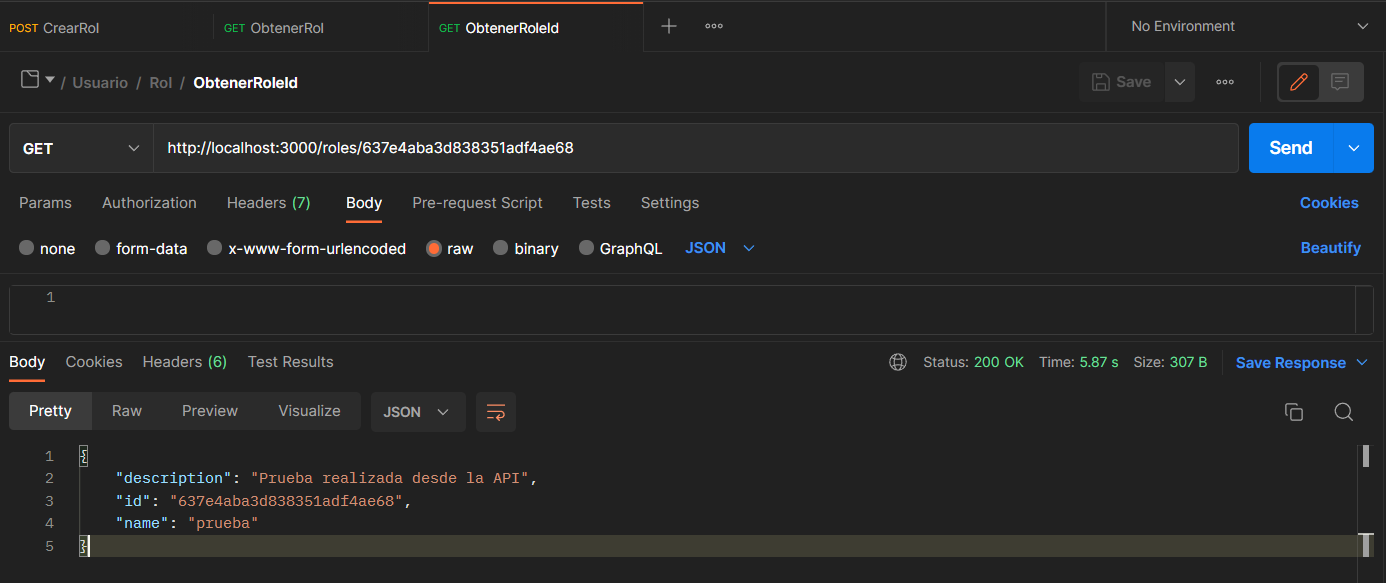 POST CrearRol GET ObtenerRol GET ObtenerRoleId No Environment
/ Usuario / Rol / ObtenerRoleId Save
GET http://localhost:3000/roles/637e4aba3d838351adf4ae68 Send
Params Authorization Headers (7) Body Pre-request Script Tests Settings Cookies
none form-data x-www-form-urlencoded raw binary GraphQL JSON Beautify
1
Body Cookies Headers (6) Test Results Status: 200 OK Time: 5.87 s Size: 307 B Save Response
Pretty Raw Preview Visualize JSON
1 {
2 "description": "Prueba realizada desde la API",
3 "id": "637e4aba3d838351adf4ae68",
4 "name": "prueba"
5 }